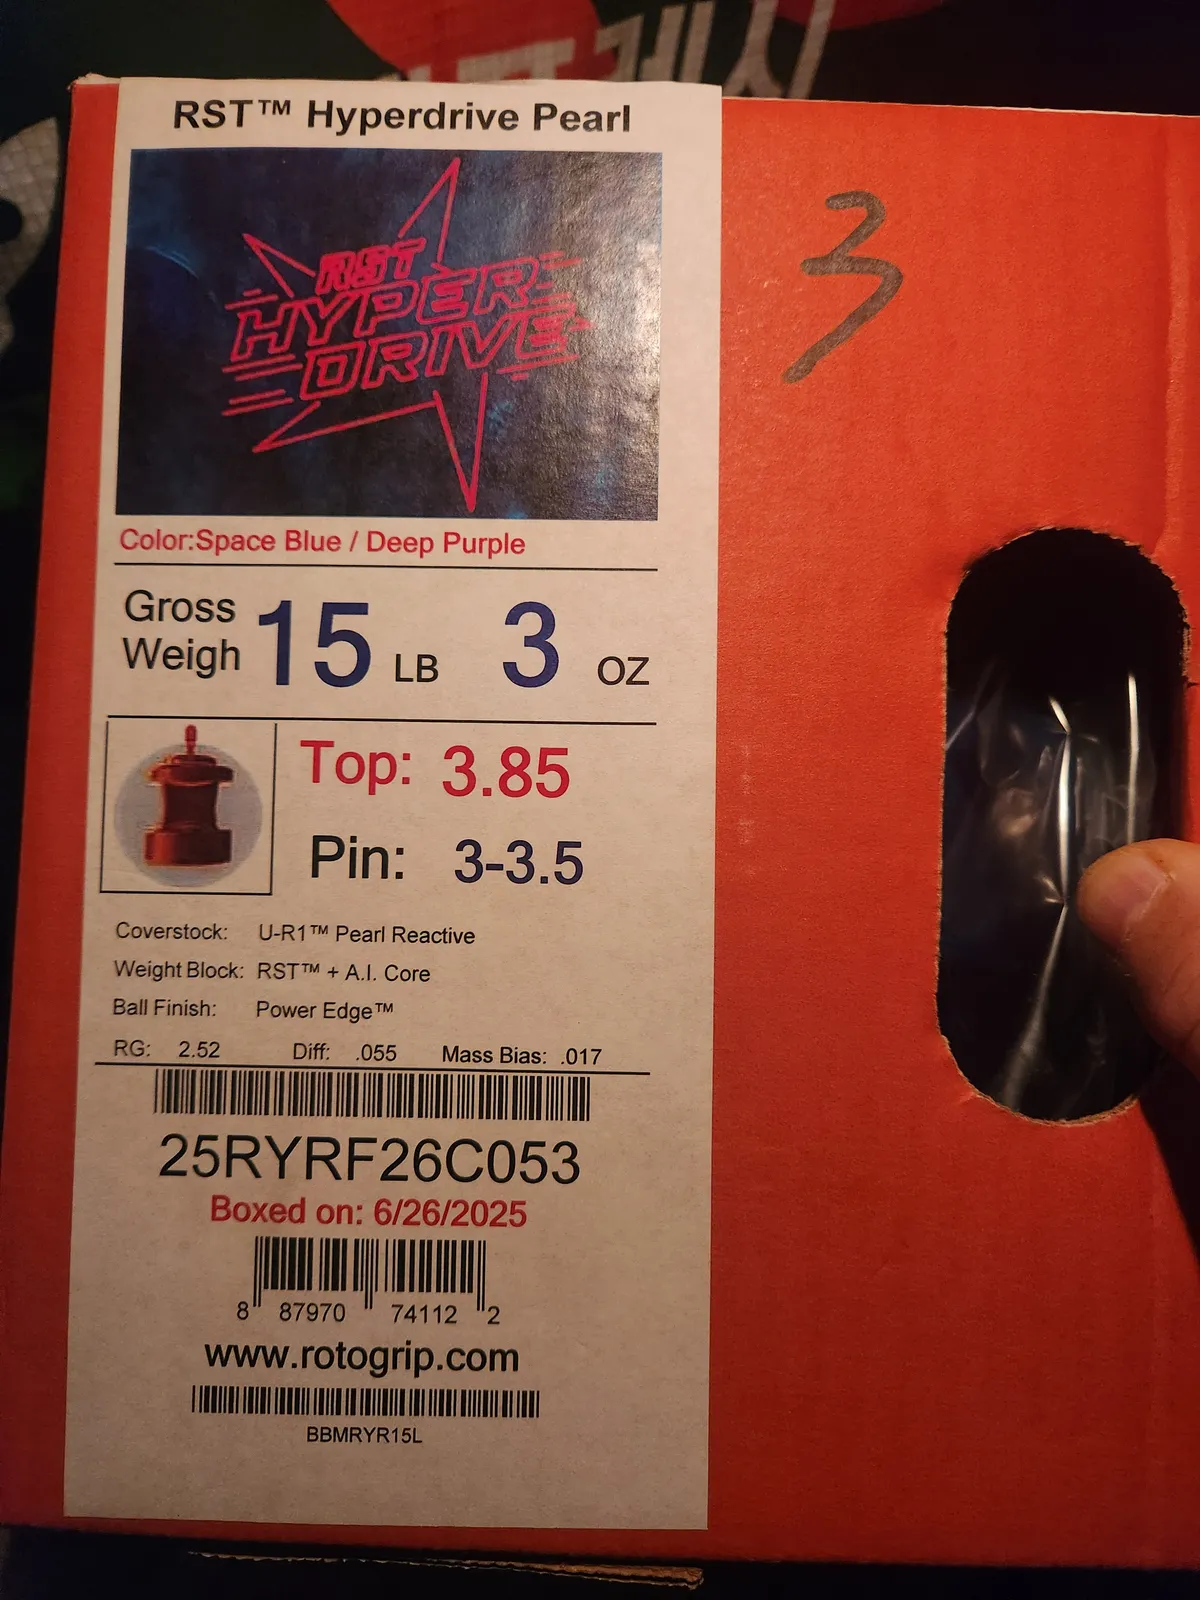 RST™ Hyperdrive Pearl
RST
HYPER-
DRIVE
3
Color:Space Blue / Deep Purple
Gross
Weigh 15 LB 3 OZ
Top: 3.85
Pin: 3-3.5
Coverstock: U-R1™ Pearl Reactive
Weight Block: RST™ + A.I. Core
Ball Finish: Power Edge™
RG: 2.52 Diff: .055 Mass Bias: .017
25RYRF26C053
Boxed on: 6/26/2025
8 87970 74112 2
www.rotogrip.com
BBMRYR15L